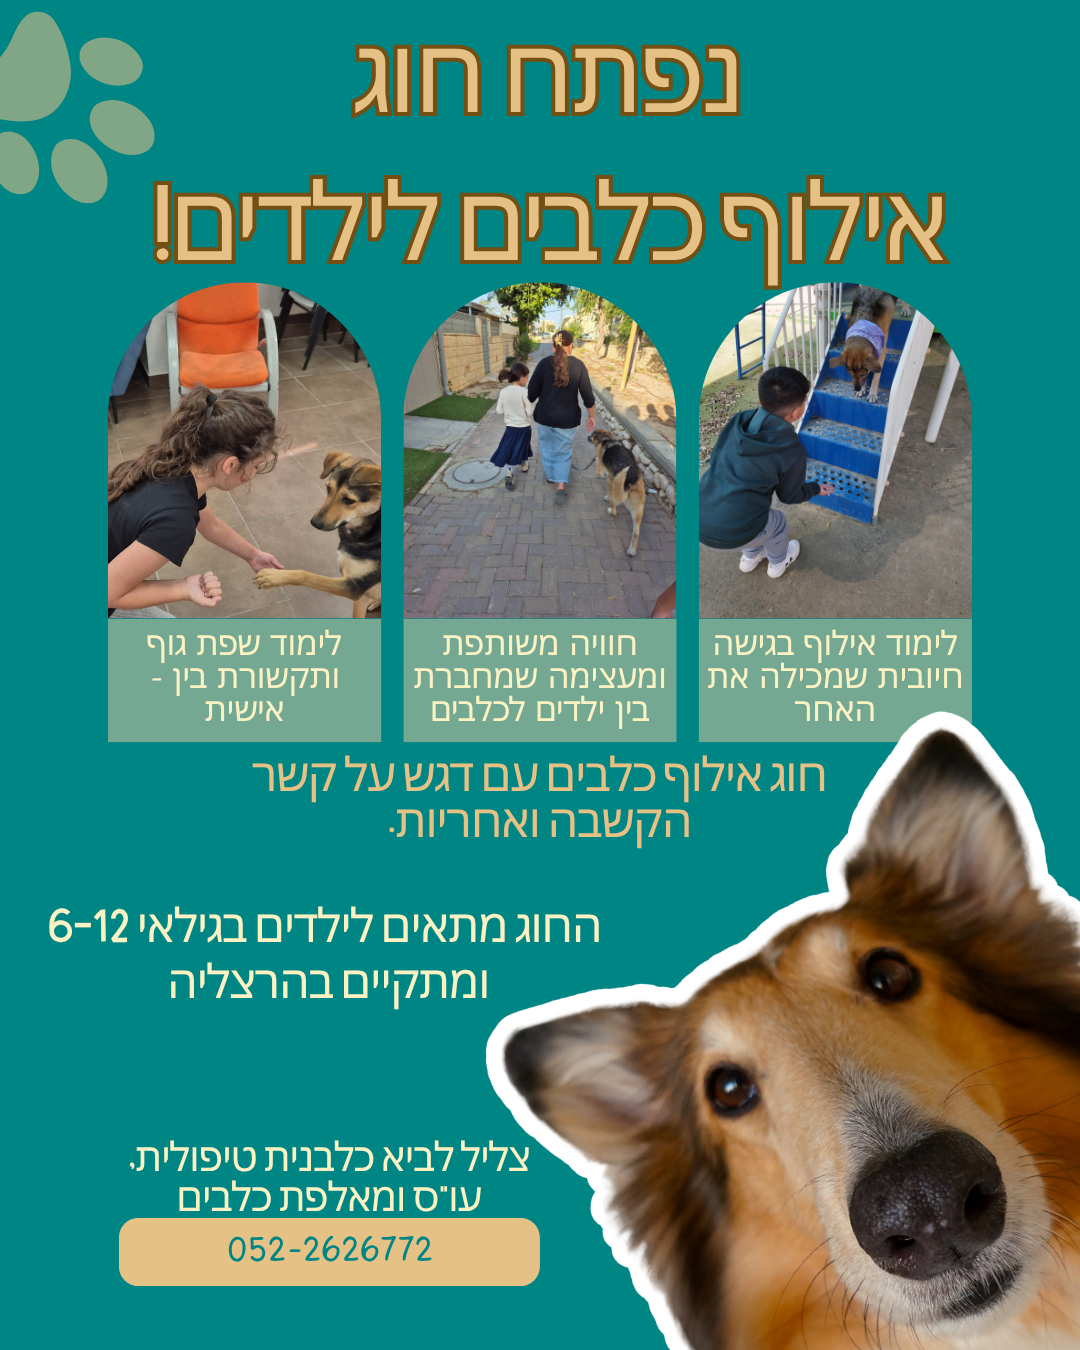 נפתח חוג
אילוף כלבים לילדים!
לימוד אילוף בגישה
חיובית שמכילה את
האחר
חוויה משותפת
ומעצימה שמחברת
בין ילדים לכלבים
לימוד שפת גוף
ותקשורת בין -
אישית
חוג אילוף כלבים עם דגש על קשר
הקשבה ואחריות.
החוג מתאים לילדים בגילאי 6-12
ומתקיים בהרצליה
צליל לביא כלבנית טיפולית,
עו"ס ומאלפת כלבים
052-2626772